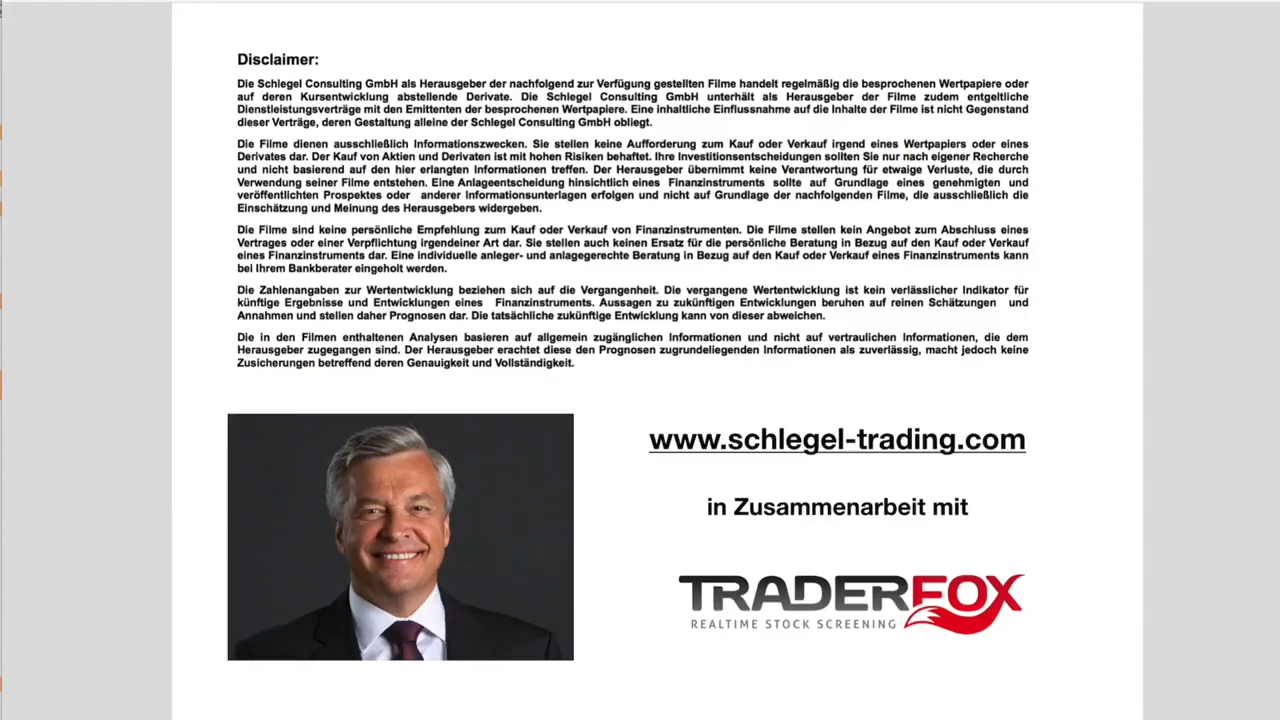 Disclaimer:
Die Schlegel Consulting GmbH als Herausgeber der nachfolgend zur Verfügung gestellten Filme handelt regelmäßig die besprochenen Wertpapiere oder
auf deren Kursentwicklung abstellende Derivate. Die Schlegel Consulting GmbH unterhält als Herausgeber der Filme zudem entgeltliche
Dienstleistungsverträge mit den Emittenten der besprochenen Wertpapiere. Eine inhaltliche Einflussnahme auf die Inhalte der Filme ist nicht Gegenstand
dieser Verträge, deren Gestaltung alleine der Schlegel Consulting GmbH obliegt.
Die Filme dienen ausschließlich Informationszwecken. Sie stellen keine Aufforderung zum Kauf oder Verkauf irgend eines Wertpapiers oder eines
Derivates dar. Der Kauf von Aktien und Derivaten ist mit hohen Risiken behaftet. Ihre Investitionsentscheidungen sollten Sie nur nach eigener Recherche
und nicht basierend auf den hier erlangten Informationen treffen. Der Herausgeber übernimmt keine Verantwortung für etwaige Verluste, die durch
Verwendung seiner Filme entstehen. Eine Anlageentscheidung hinsichtlich eines Finanzinstruments sollte auf Grundlage eines genehmigten und
veröffentlichten Prospektes oder anderer Informationsunterlagen erfolgen und nicht auf Grundlage der nachfolgenden Filme, die ausschließlich die
Einschätzung und Meinung des Herausgebers widergeben.
Die Filme sind keine persönliche Empfehlung zum Kauf oder Verkauf von Finanzinstrumenten. Die Filme stellen kein Angebot zum Abschluss eines
Vertrages oder einer Verpflichtung irgendeiner Art dar. Sie stellen auch keinen Ersatz für die persönliche Beratung in Bezug auf den Kauf oder Verkauf
eines Finanzinstruments dar. Eine individuelle anleger- und anlagegerechte Beratung in Bezug auf den Kauf oder Verkauf eines Finanzinstruments kann
bei Ihrem Bankberater eingeholt werden.
Die Zahlenangaben zur Wertentwicklung beziehen sich auf die Vergangenheit. Die vergangene Wertentwicklung ist kein verlässlicher Indikator für
künftige Ergebnisse und Entwicklungen eines Finanzinstruments. Aussagen zu zukünftigen Entwicklungen beruhen auf reinen Schätzungen und
Annahmen und stellen daher Prognosen dar. Die tatsächliche zukünftige Entwicklung kann von dieser abweichen.
Die in den Filmen enthaltenen Analysen basieren auf allgemein zugänglichen Informationen und nicht auf vertraulichen Informationen, die dem
Herausgeber zugegangen sind. Der Herausgeber erachtet diese den Prognosen zugrundeliegenden Informationen als zuverlässig, macht jedoch keine
Zusicherungen betreffend deren Genauigkeit und Vollständigkeit.
www.schlegel-trading.com
in Zusammenarbeit mit
TRADERFOX
REALTIME STOCK SCREENING